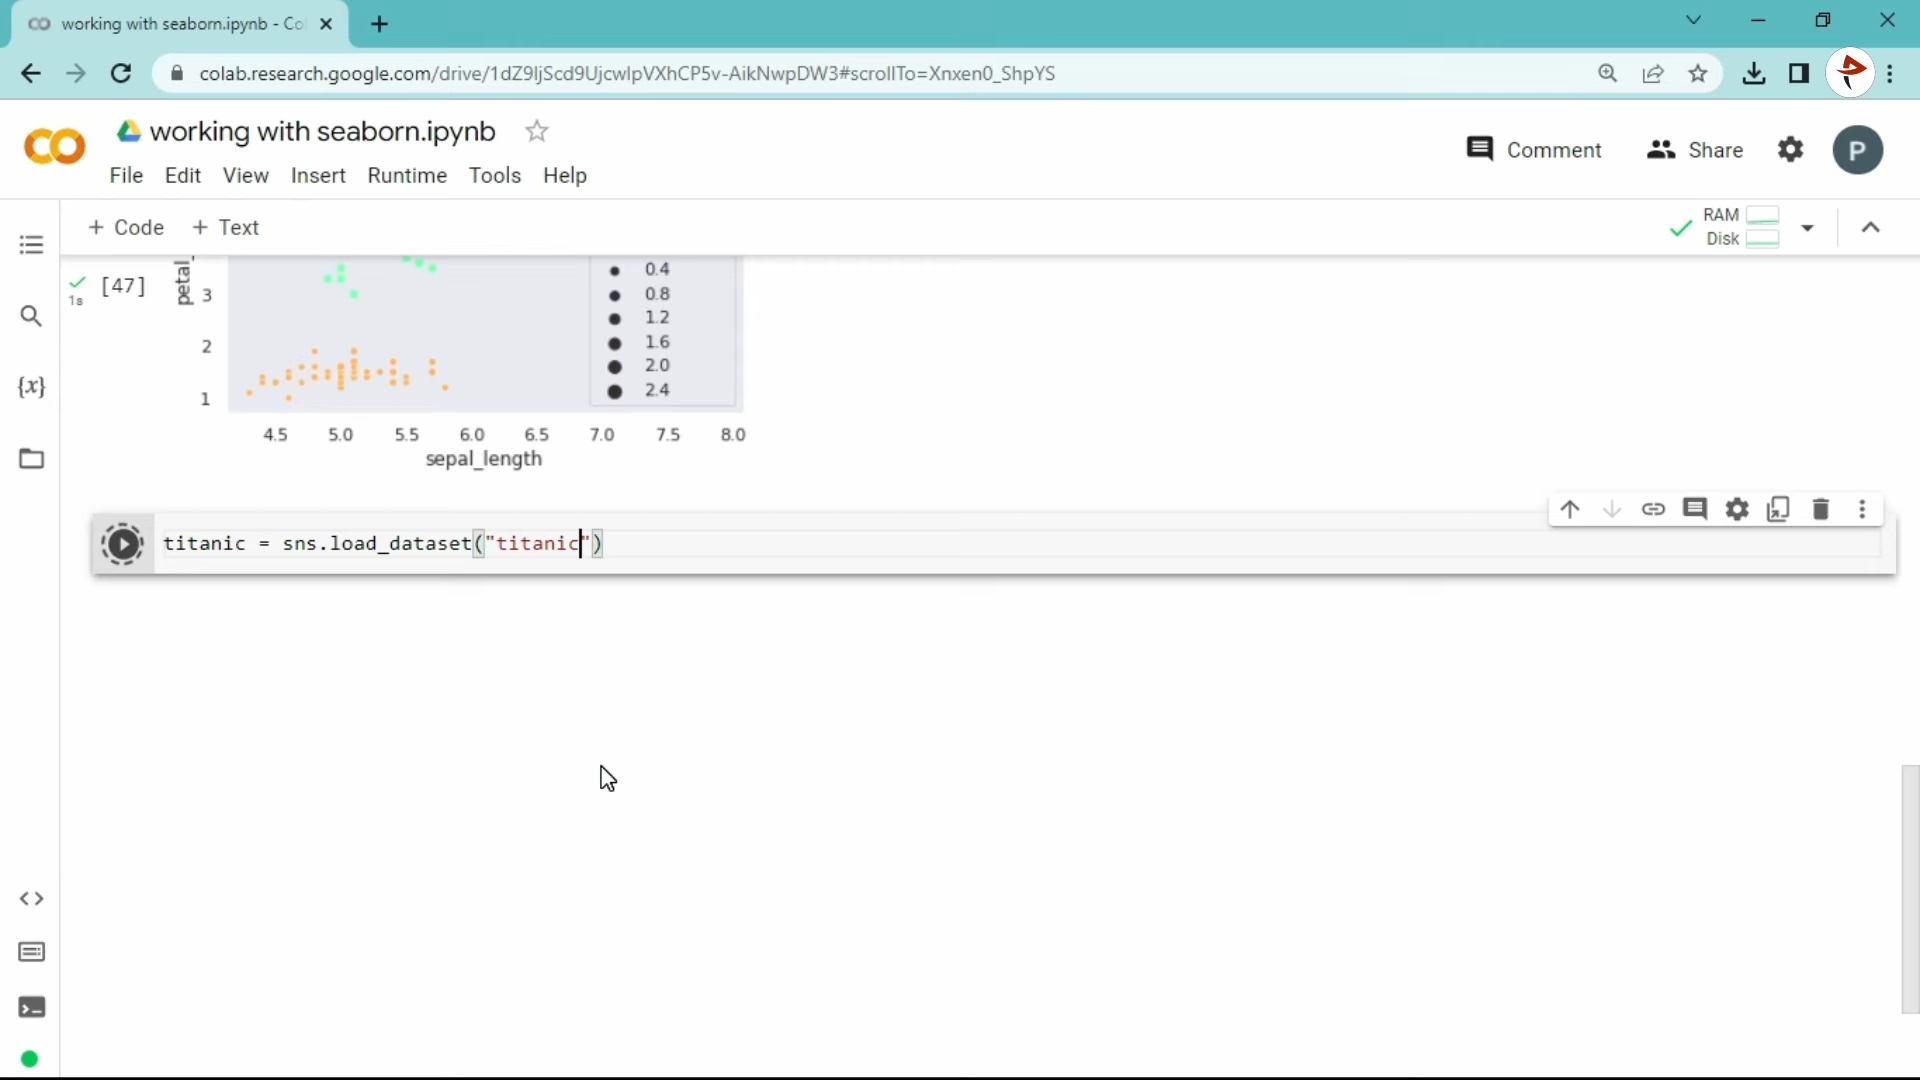 working with seaborn.ipynb - Co
colab.research.google.com/drive/1dZ9ljScd9UjcwlpVXhCP5v-AikNwpDW3#scrollTo=Xnxen0_ShpYS
CO
working with seaborn.ipynb
Comment
Share
P
File Edit View Insert Runtime Tools Help
+ Code + Text
RAM
Disk
{x}
1s
[47]
petal_
3
2
1
0.4
0.8
1.2
1.6
2.0
2.4
4.5 5.0 5.5 6.0 6.5 7.0 7.5 8.0
sepal_length
titanic = sns.load_dataset("titanic")